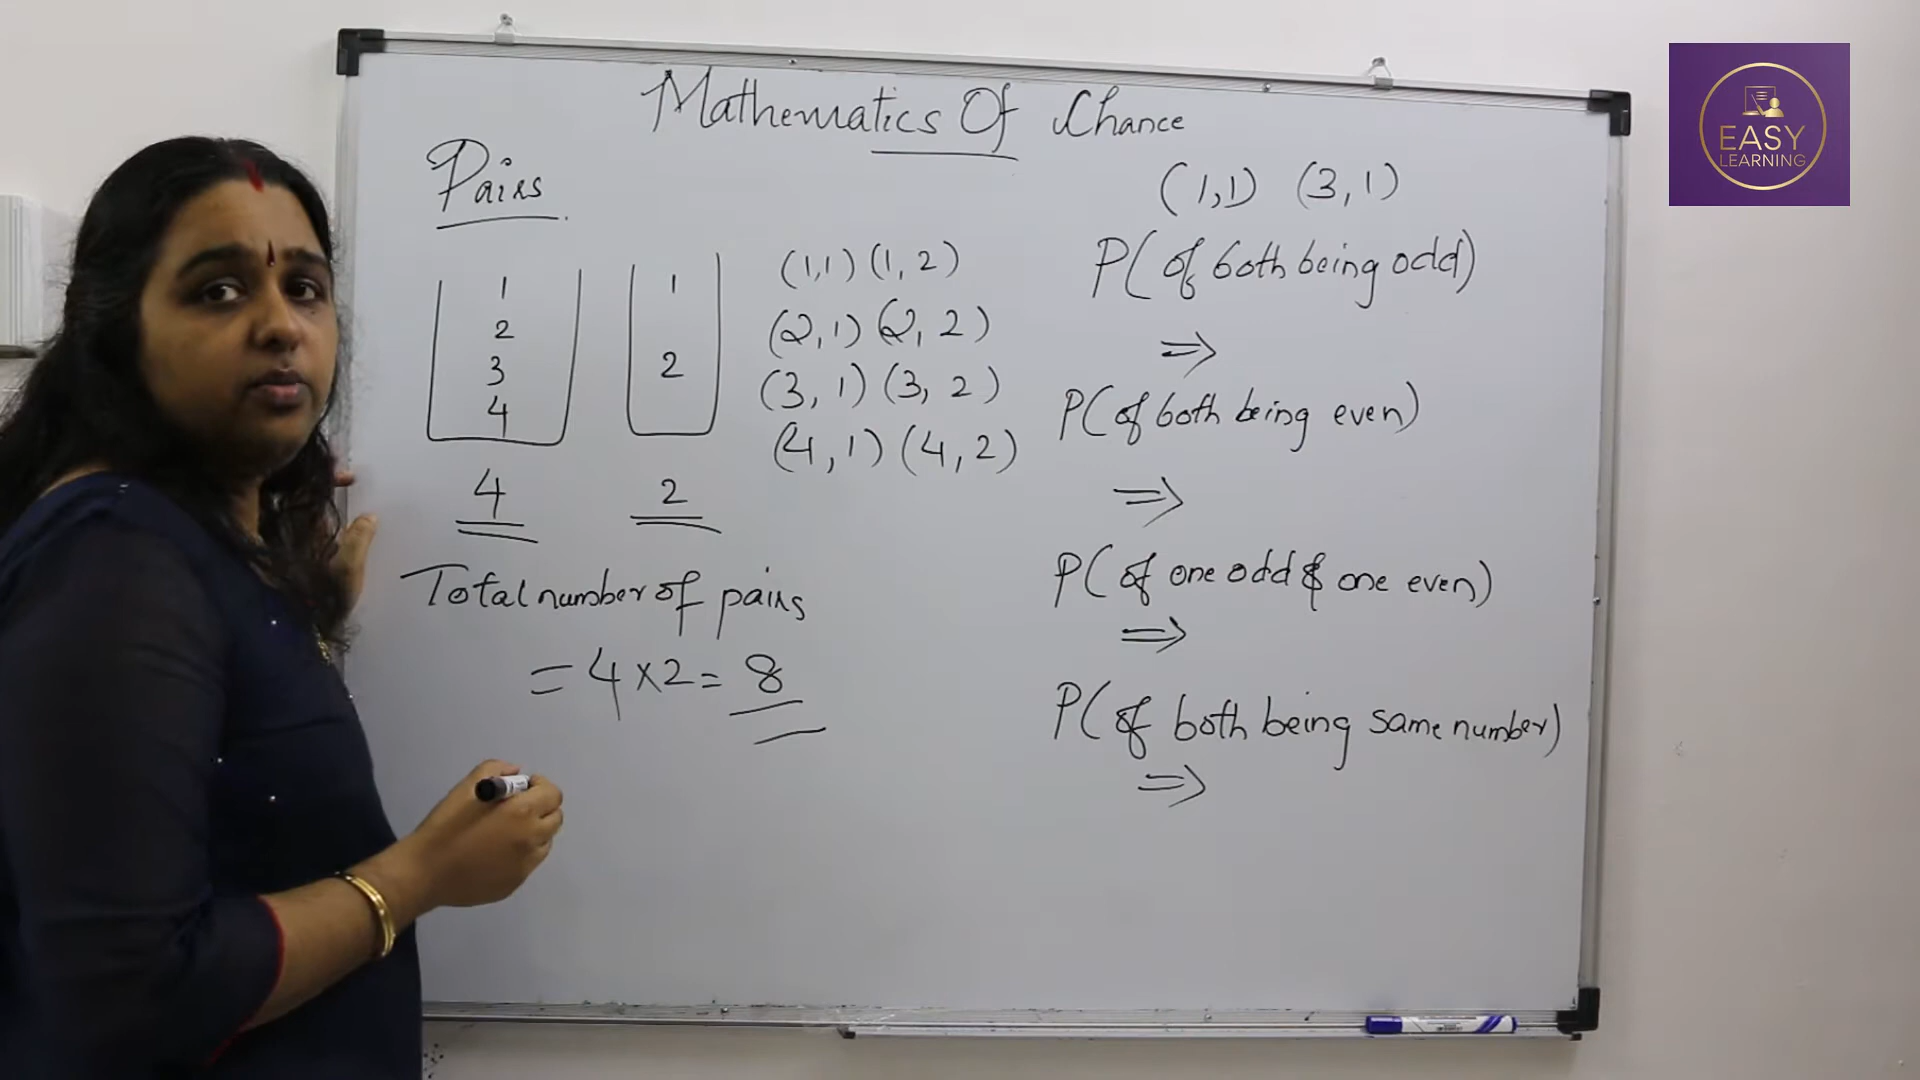 Mathematics Of Chance
Pairs
1
2
3
4
4
1
2
2
(1,1) (1, 2)
(2, 1) (2, 2)
(3, 1) (3, 2)
(4, 1) (4, 2)
Total number of pairs
= 4 × 2 = 8
(1,1) (3, 1)
P( of both being odd)
⇒
P( of both being even)
⇒
P( of one odd & one even)
⇒
P( of both being same number)
⇒
EASY
LEARNING